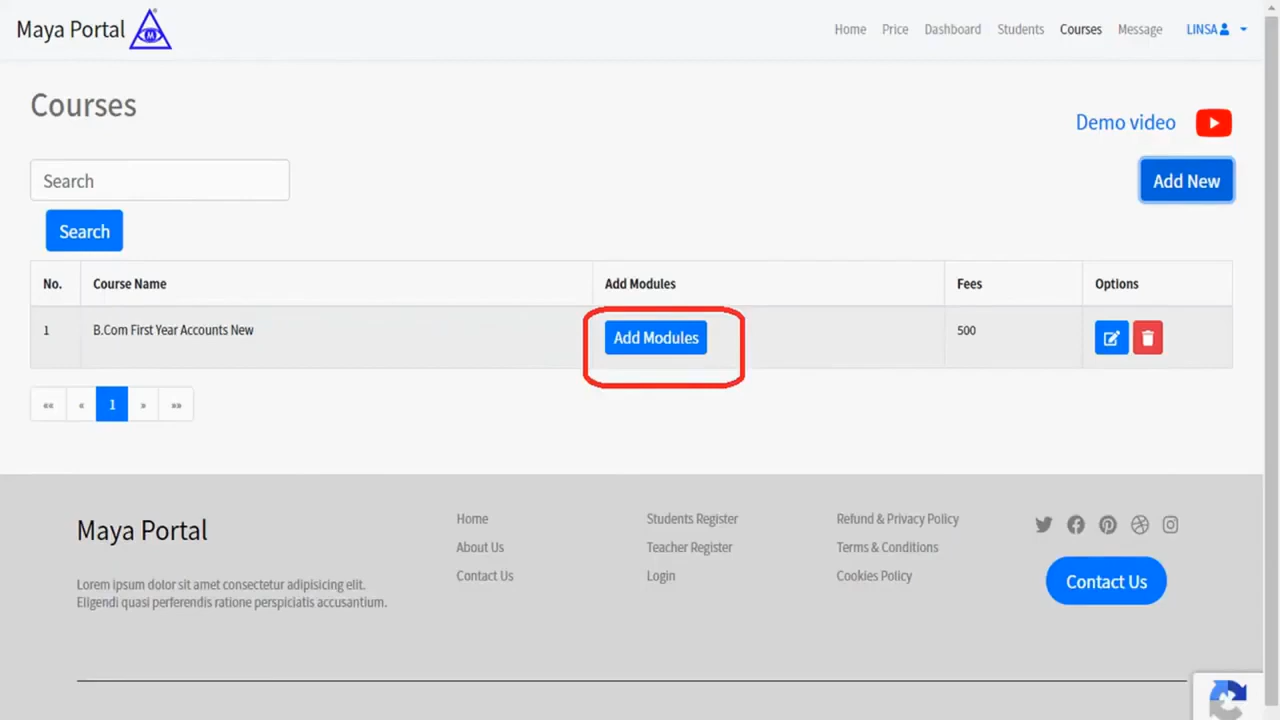 Maya Portal
M
Home Price Dashboard Students Courses Message LINSA
Courses
Demo video
Search
Add New
Search
No. Course Name Add Modules Fees Options
1 B.Com First Year Accounts New Add Modules 500
«« « 1 » »»
Maya Portal
Lorem ipsum dolor sit amet consectetur adipisicing elit.
Eligendi quasi perferendis ratione perspiciatis accusantium.
Home
About Us
Contact Us
Students Register
Teacher Register
Login
Refund & Privacy Policy
Terms & Conditions
Cookies Policy
Contact Us